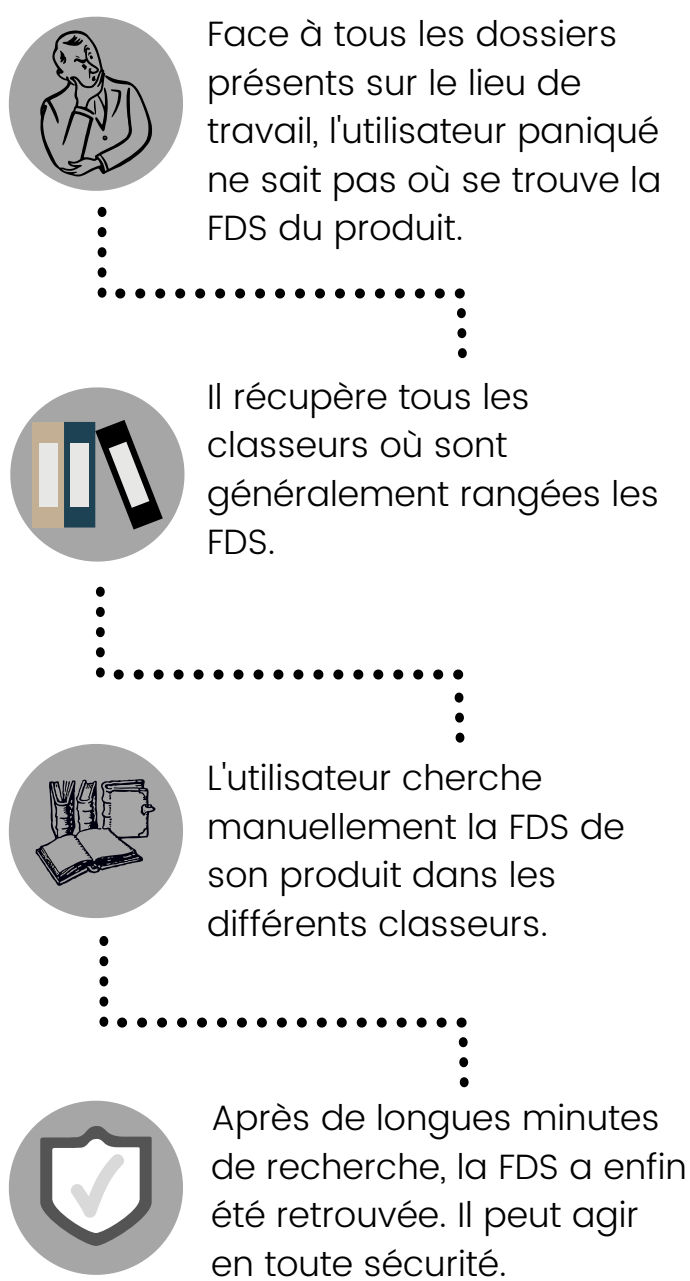 Face à tous les dossiers
présents sur le lieu de
travail, l'utilisateur paniqué
ne sait pas où se trouve la
FDS du produit.
Il récupère tous les
classeurs où sont
généralement rangées les
FDS.
L'utilisateur cherche
manuellement la FDS de
son produit dans les
différents classeurs.
Après de longues minutes
de recherche, la FDS a enfin
été retrouvée. Il peut agir
en toute sécurité.